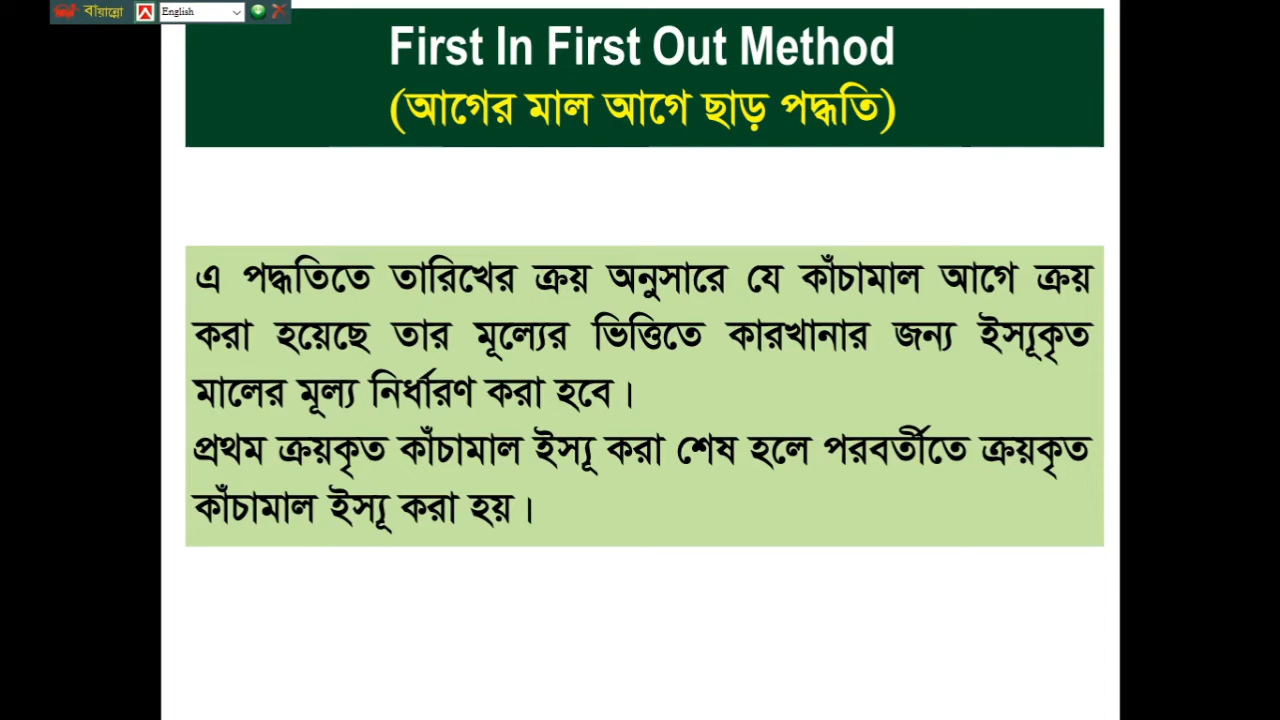 বায়ান্নো English
First In First Out Method
(আগের মাল আগে ছাড় পদ্ধতি)
এ পদ্ধতিতে তারিখের ক্রয় অনুসারে যে কাঁচামাল আগে ক্রয়
করা হয়েছে তার মূল্যের ভিত্তিতে কারখানার জন্য ইস্যূকৃত
মালের মূল্য নির্ধারণ করা হবে।
প্রথম ক্রয়কৃত কাঁচামাল ইস্যূ করা শেষ হলে পরবর্তীতে ক্রয়কৃত
কাঁচামাল ইস্যূ করা হয়।